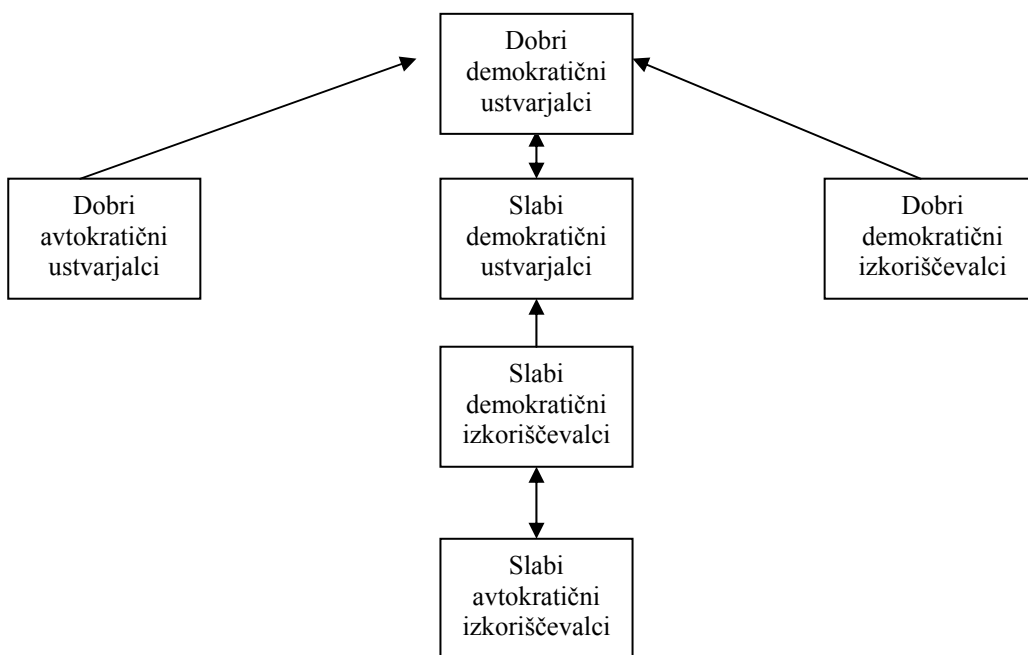 Dobri
demokratični
ustvarjalci
Dobri
avtokratični
ustvarjalci
Slabi
demokratični
ustvarjalci
Dobri
demokratični
izkoriščevalci
Slabi
demokratični
izkoriščevalci
Slabi
avtokratični
izkoriščevalci